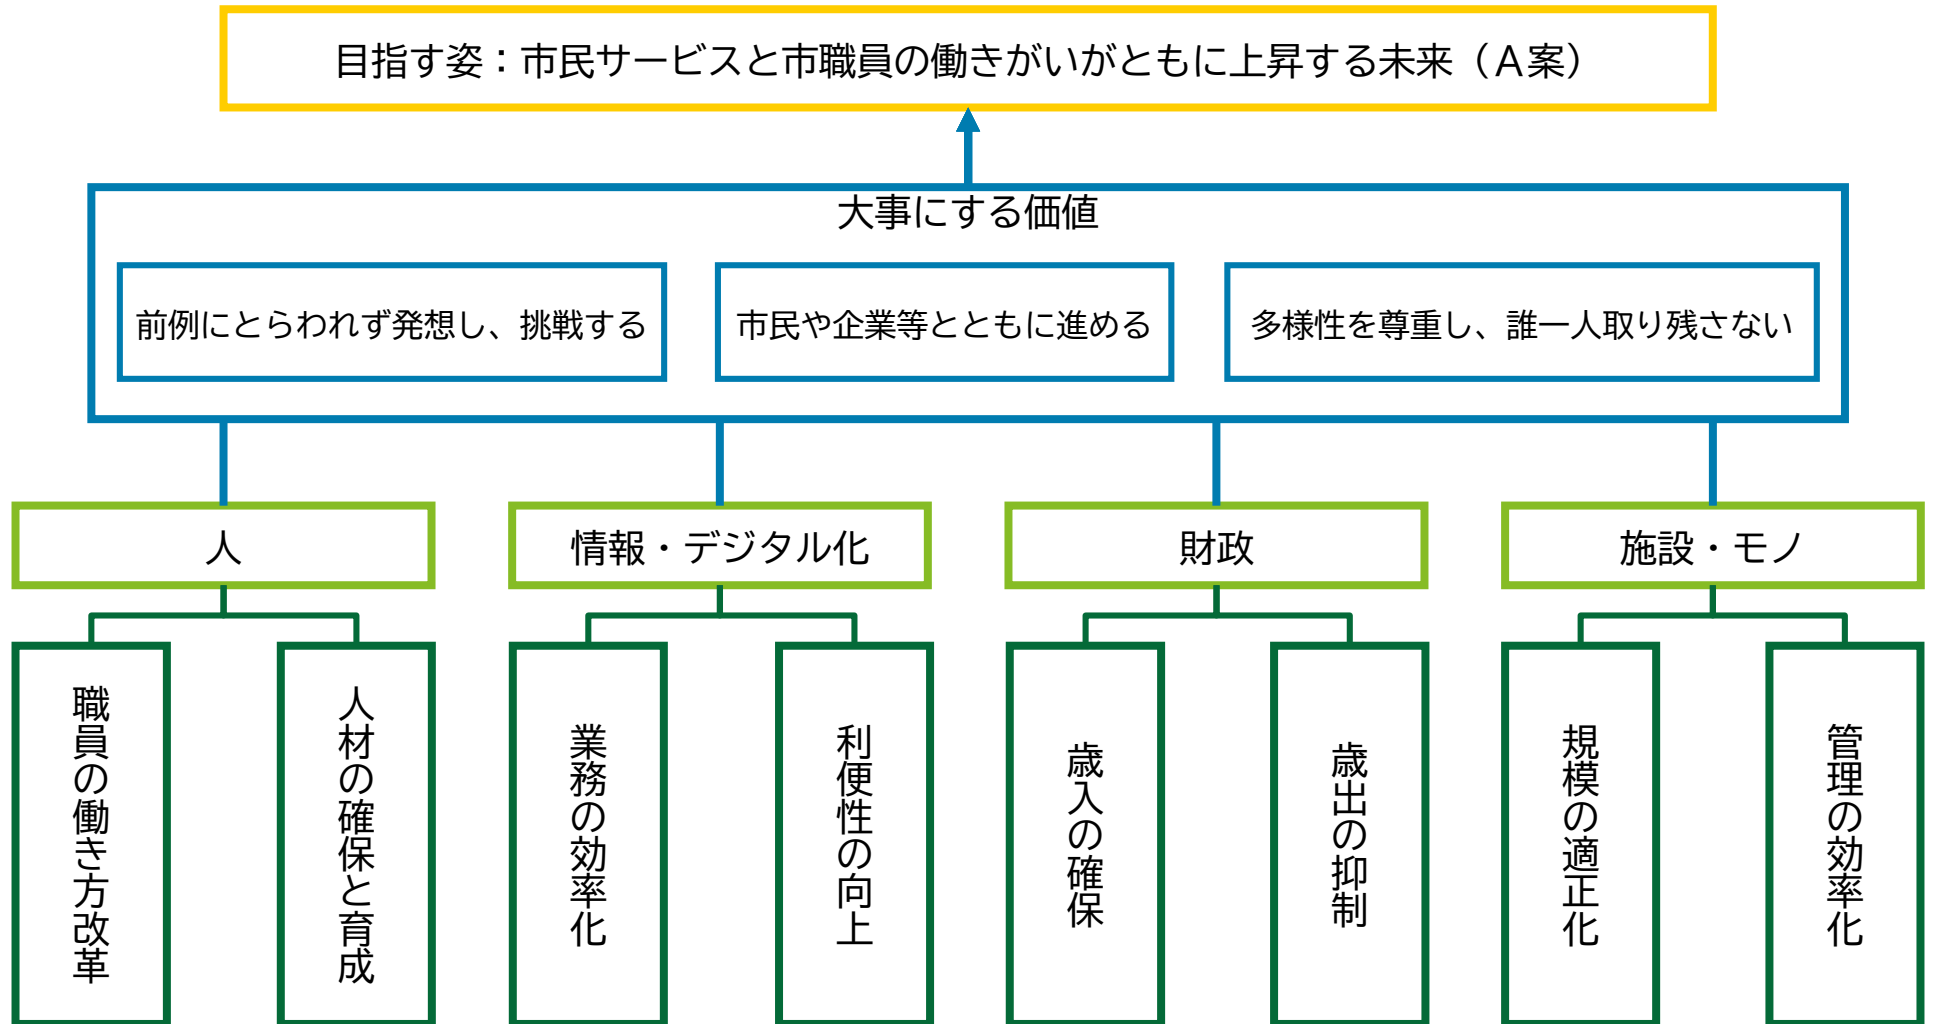 目指す姿：市民サービスと市職員の働きがいがともに上昇する未来（Ａ案）
大事にする価値
前例にとらわれず発想し、挑戦する
市民や企業等とともに進める
多様性を尊重し、誰一人取り残さない
人
情報・デジタル化
財政
施設・モノ
職員の働き方改革
人材の確保と育成
業務の効率化
利便性の向上
歳入の確保
歳出の抑制
規模の適正化
管理の効率化